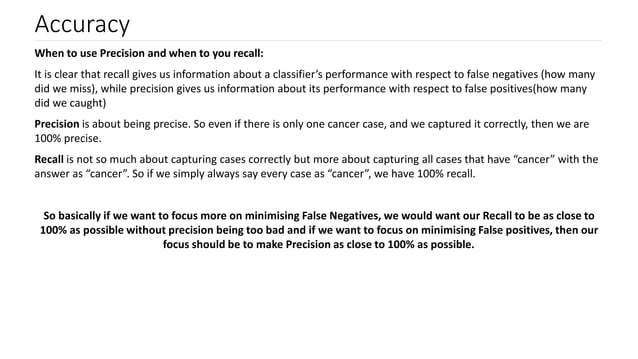 Accuracy
When to use Precision and when to you recall:
It is clear that recall gives us information about a classifier’s performance with respect to false negatives (how many
did we miss), while precision gives us information about its performance with respect to false positives(how many
did we caught)
Precision is about being precise. So even if there is only one cancer case, and we captured it correctly, then we are
100% precise.
Recall is not so much about capturing cases correctly but more about capturing all cases that have “cancer” with the
answer as “cancer”. So if we simply always say every case as “cancer”, we have 100% recall.
So basically if we want to focus more on minimising False Negatives, we would want our Recall to be as close to
100% as possible without precision being too bad and if we want to focus on minimising False positives, then our
focus should be to make Precision as close to 100% as possible.